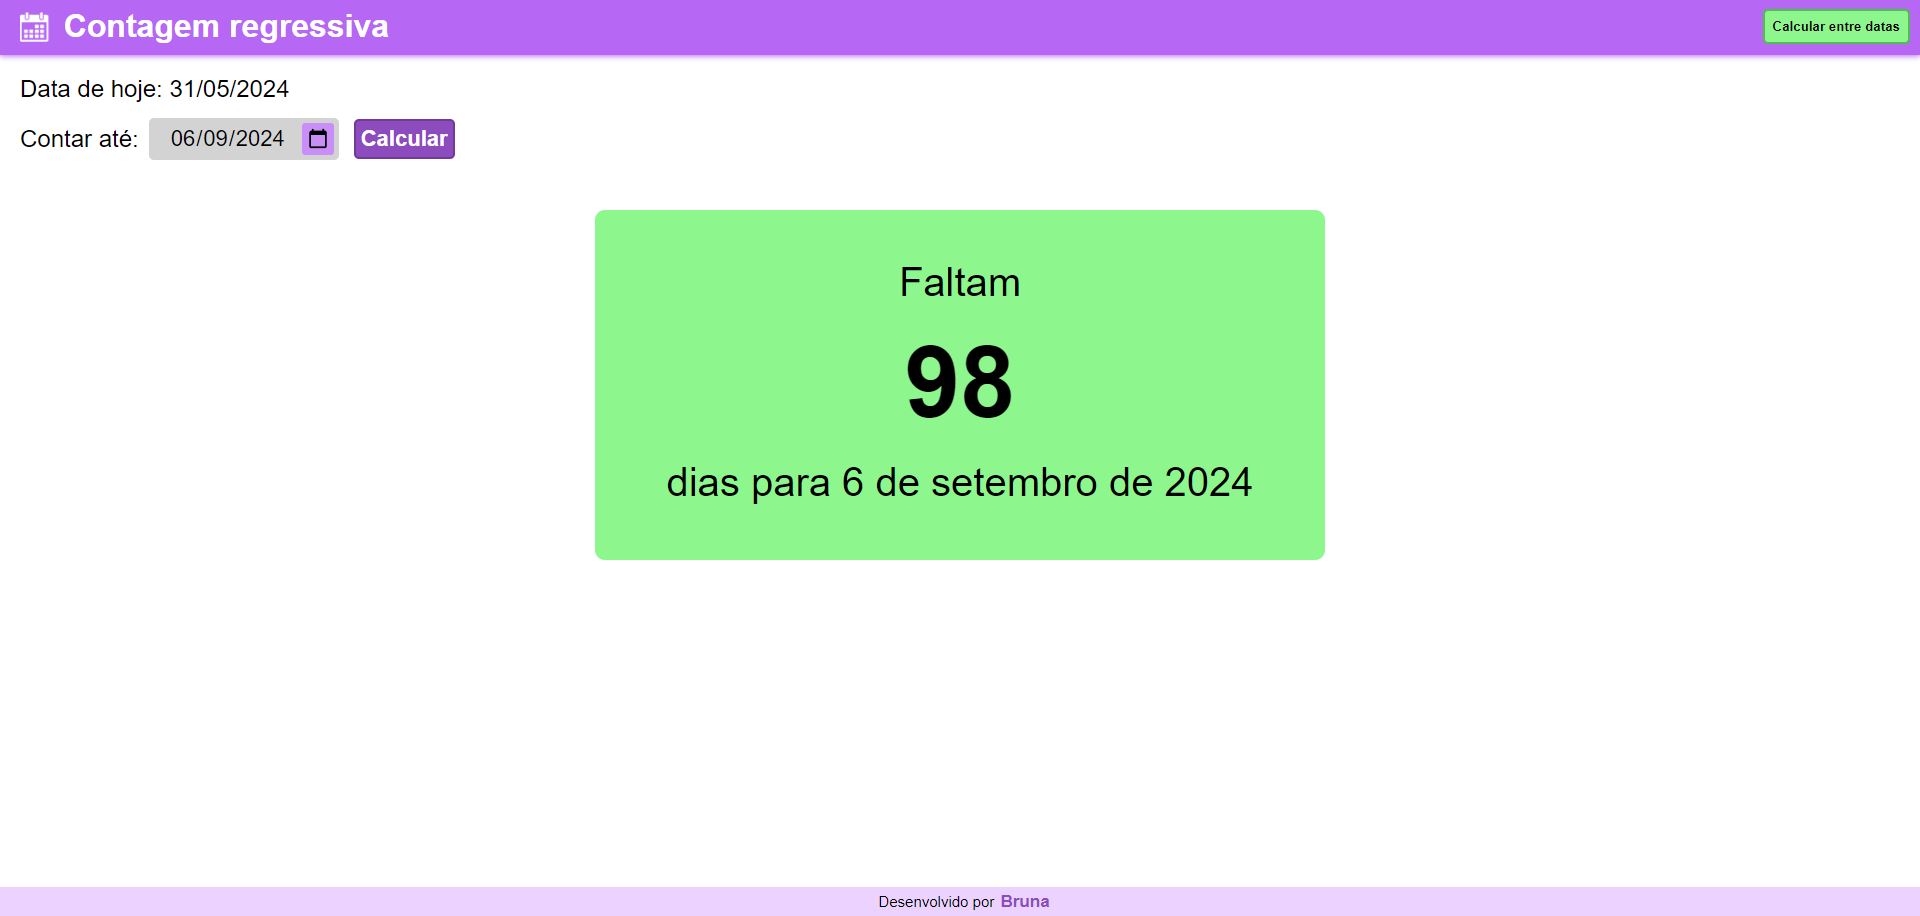 Contagem regressiva
Calcular entre datas
Data de hoje: 31/05/2024
Contar até: 06/09/2024 Calcular
Faltam
98
dias para 6 de setembro de 2024
Desenvolvido por Bruna